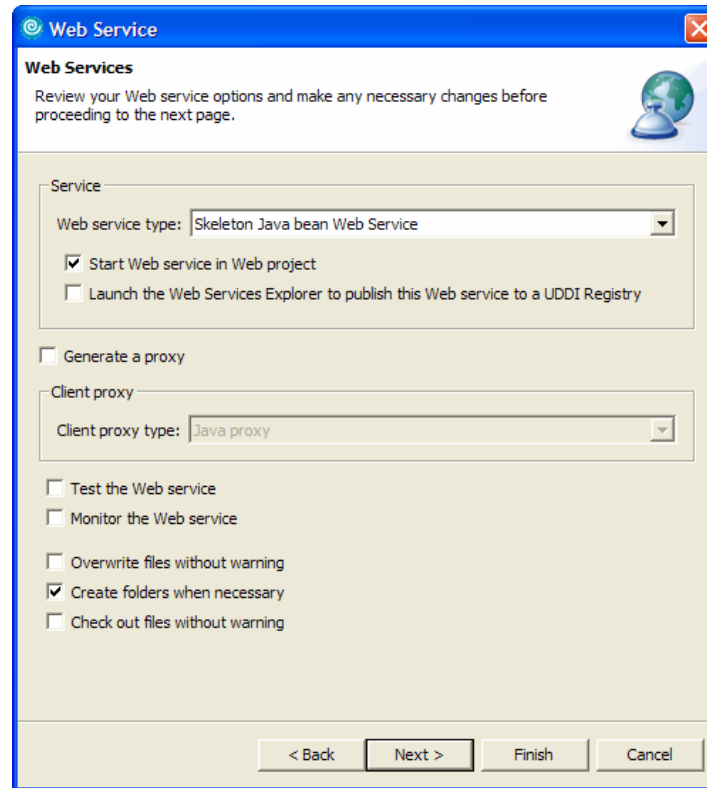 Web Service
Web Services
Review your Web service options and make any necessary changes before
proceeding to the next page.
Service
Web service type: Skeleton Java bean Web Service
Start Web service in Web project
Launch the Web Services Explorer to publish this Web service to a UDDI Registry
Generate a proxy
Client proxy
Client proxy type: Java proxy
Test the Web service
Monitor the Web service
Overwrite files without warning
Create folders when necessary
Check out files without warning
< Back Next > Finish Cancel